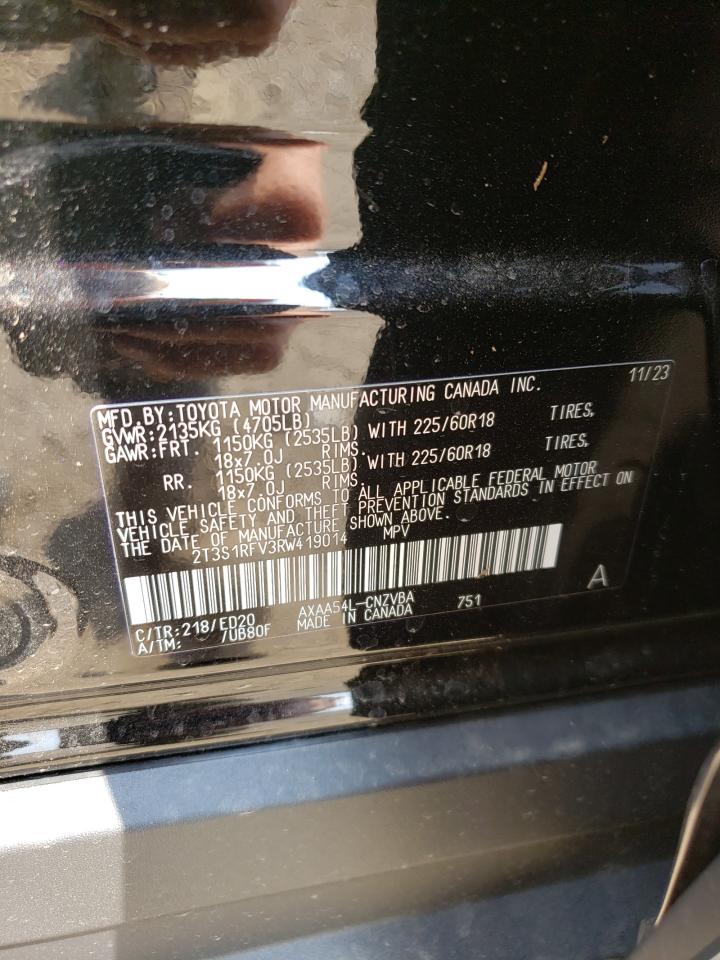 MFD.BY:TOYOTA MOTOR MANUFACTURING CANADA INC. 11/23
GVWR:2135KG (4705LB)
GAWR:FRT. 1150KG (2535LB) WITH 225/60R18 TIRES,
18x7.0J RIMS.
RR. 1150KG (2535LB) WITH 225/60R18 TIRES,
18x7.0J RIMS.
THIS VEHICLE CONFORMS TO ALL APPLICABLE FEDERAL MOTOR
VEHICLE SAFETY AND THEFT PREVENTION STANDARDS IN EFFECT ON
THE DATE OF MANUFACTURE SHOWN ABOVE.
2T3S1RFV3RW419014 MPV
C/TR:218/ED20 AXAA54L-CNZVBA 751 A
A/TM: /UB80F MADE IN CANADA